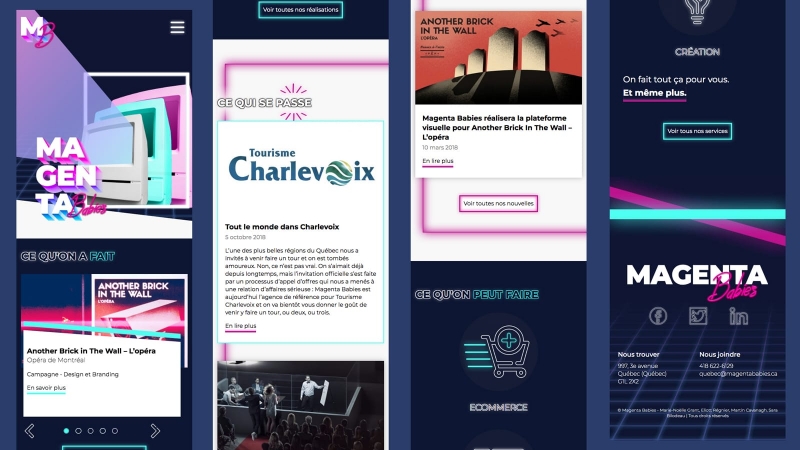 M
B
MA
GEN
TA
Babies
CE QU'ON A FAIT
ANOTHER BRICK
IN THE WALL
L'OPÉRA
Another Brick in The Wall – L'opéra
Opéra de Montréal
Campagne - Design et Branding
En savoir plus
Voir toutes nos réalisations
CE QUI SE PASSE
Tourisme
Charlevoix
Tout le monde dans Charlevoix
5 octobre 2018
L'une des plus belles régions du Québec nous a
invités à venir faire un tour et on est tombés
amoureux. Non, ce n'est pas vrai. On s'aimait déjà
depuis longtemps, mais l'invitation officielle s'est faite
par un processus d'appel d'offres qui nous a menés à
une relation d'affaires sérieuse : Magenta Babies est
aujourd'hui l'agence de référence pour Tourisme
Charlevoix et on va bientôt vous donner le goût de
venir y faire un tour, ou deux, ou trois.
En lire plus
ANOTHER BRICK
IN THE WALL
L'OPÉRA
Magenta Babies réalisera la plateforme
visuelle pour Another Brick In The Wall –
L'opéra
10 mars 2018
En lire plus
Voir toutes nos nouvelles
CE QU'ON PEUT FAIRE
ECOMMERCE
CRÉATION
On fait tout ça pour vous.
Et même plus.
Voir tous nos services
MAGENTA
Babies
Nous trouver
997, 3e avenue
Québec (Québec)
G1L 2X2
Nous joindre
418 622-6129
quebec@magentababies.ca
© Magenta Babies - Marie-Noëlle Grant, Elliott Régnier, Martin Cavanagh, Sara
| Tous droits réservés